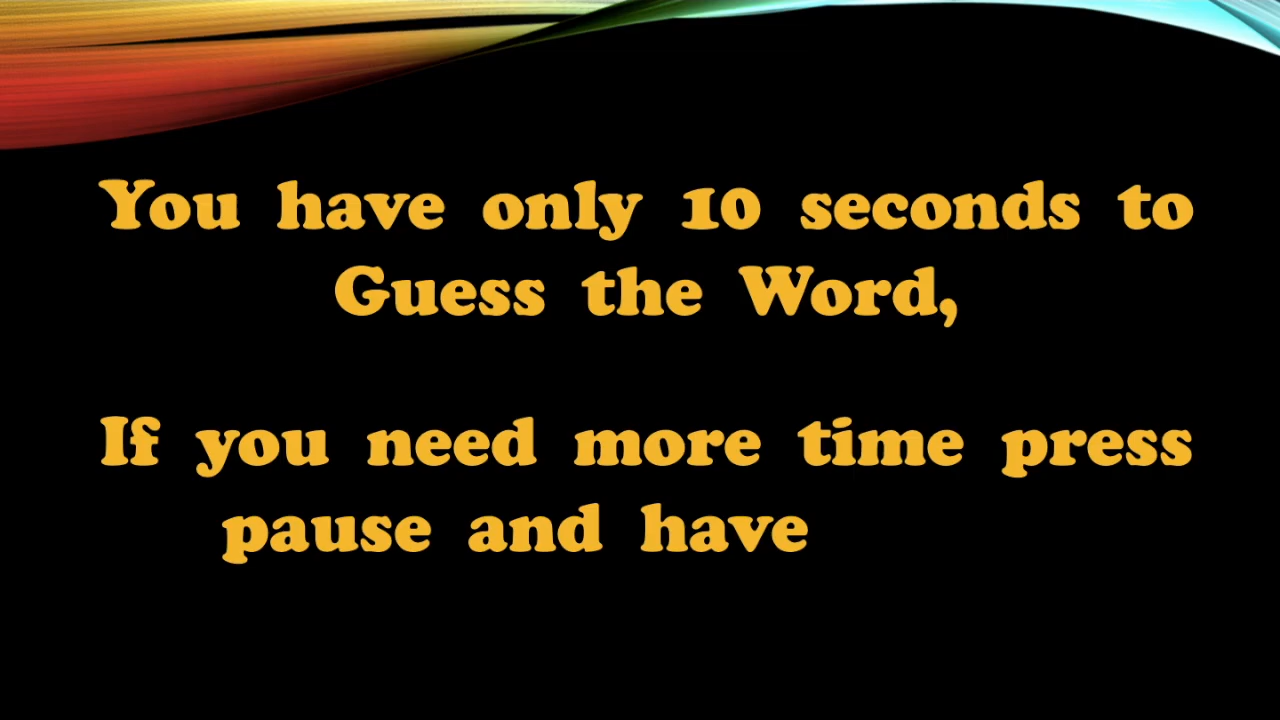 You have only 10 seconds to
Guess the Word,
If you need more time press
pause and have